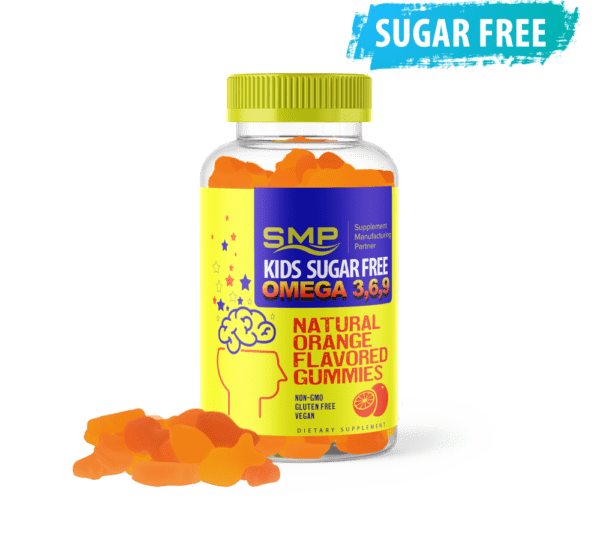 SUGAR FREE
SMP
Supplement
Manufacturing
Partner
KIDS SUGAR FREE
OMEGA 3,6,9
NATURAL
ORANGE
FLAVORED
GUMMIES
NON-GMO
GLUTEN FREE
VEGAN
DIETARY SUPPLEMENT